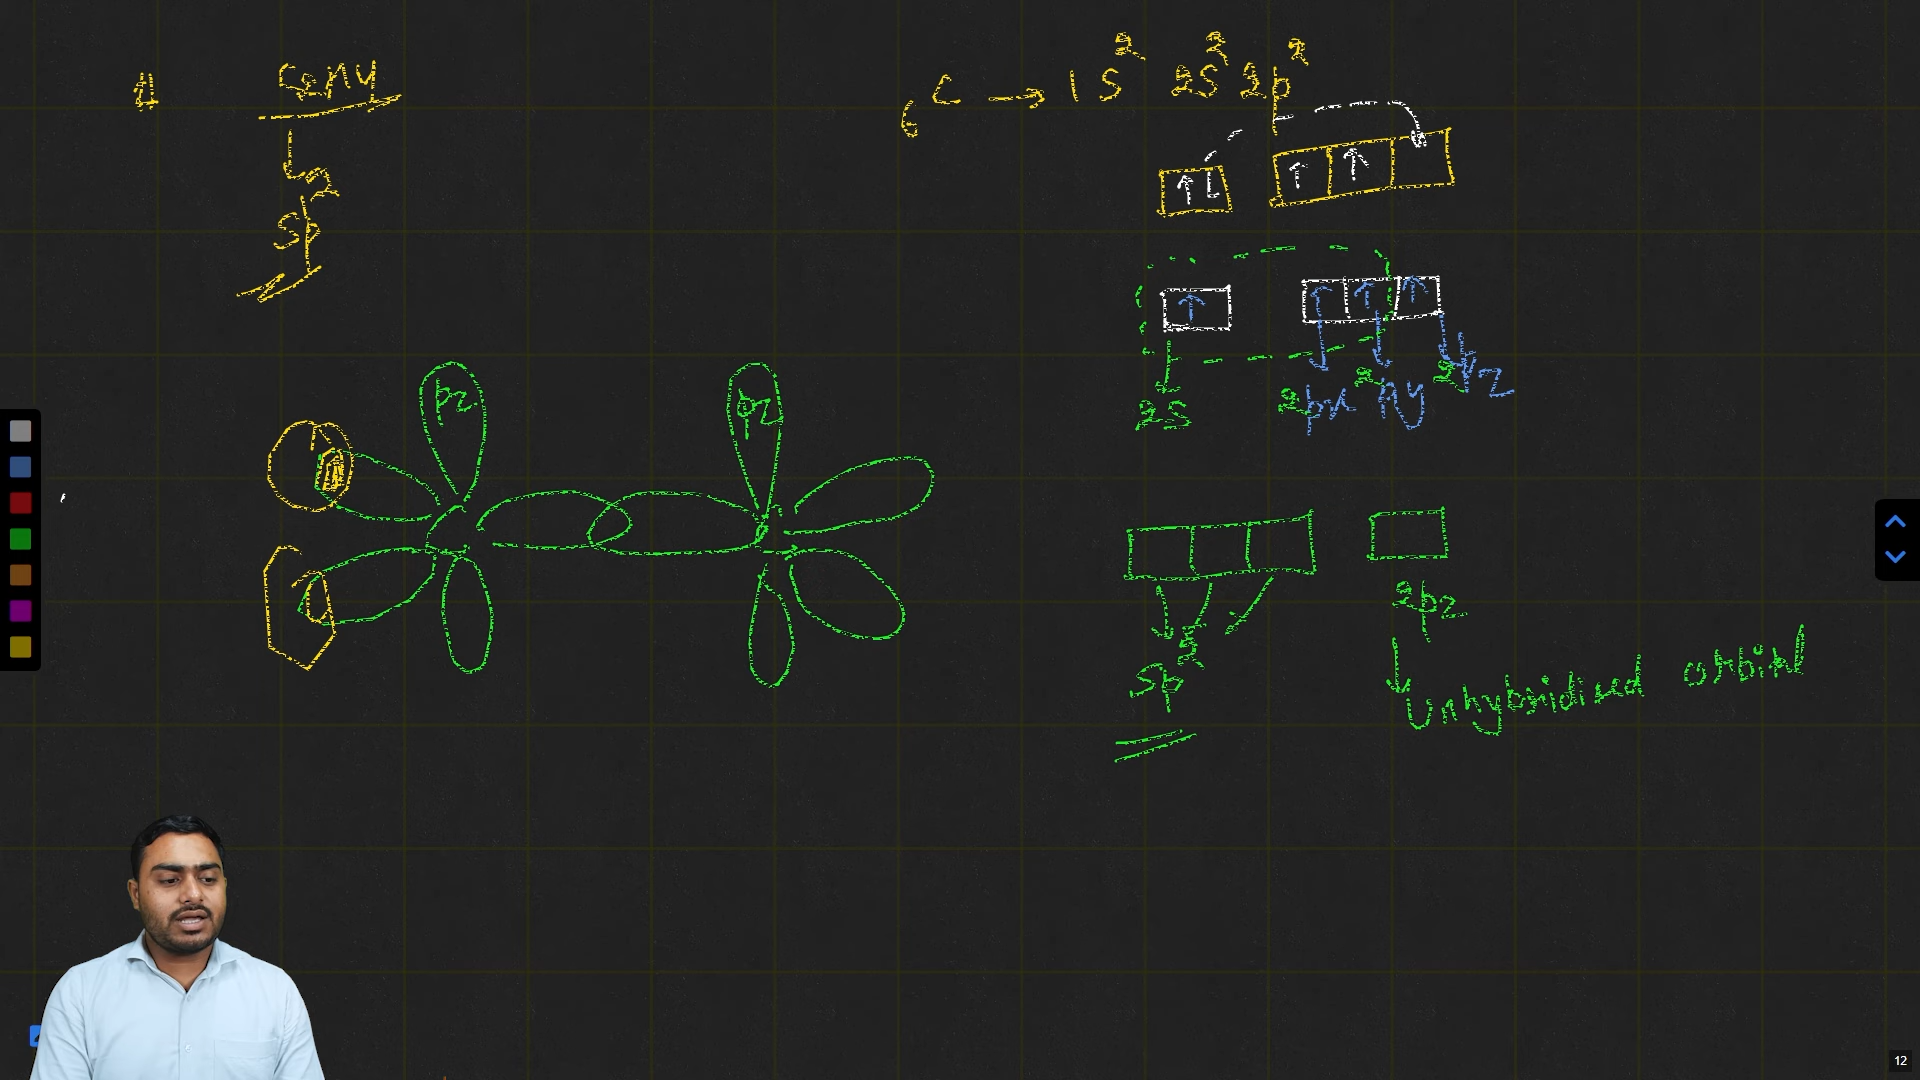 # C2H4
sp²
6C → 1s² 2s² 2p²
2s 2px 2py 2pz
pz pz
2pz
sp²
Unhybridised orbital
12